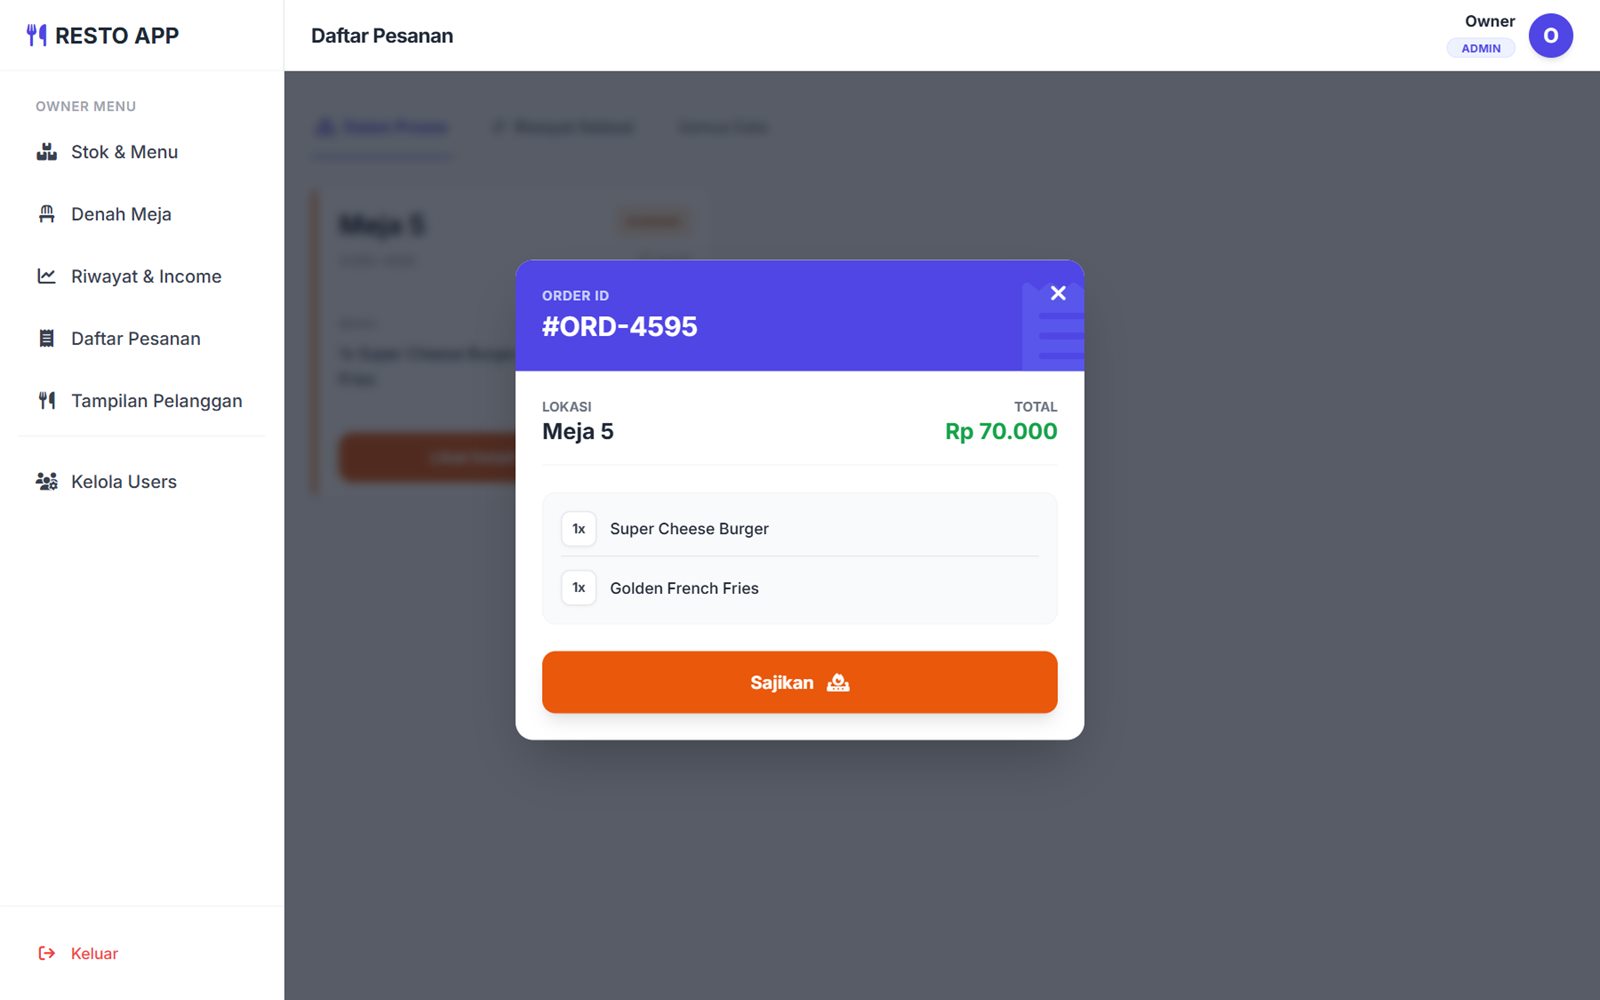 RESTO APP
Daftar Pesanan
Owner
ADMIN
O
OWNER MENU
Stok & Menu
Denah Meja
Riwayat & Income
Daftar Pesanan
Tampilan Pelanggan
Kelola Users
Keluar
Meja 5
ORDER ID
#ORD-4595
LOKASI
Meja 5
TOTAL
Rp 70.000
1x Super Cheese Burger
1x Golden French Fries
Sajikan